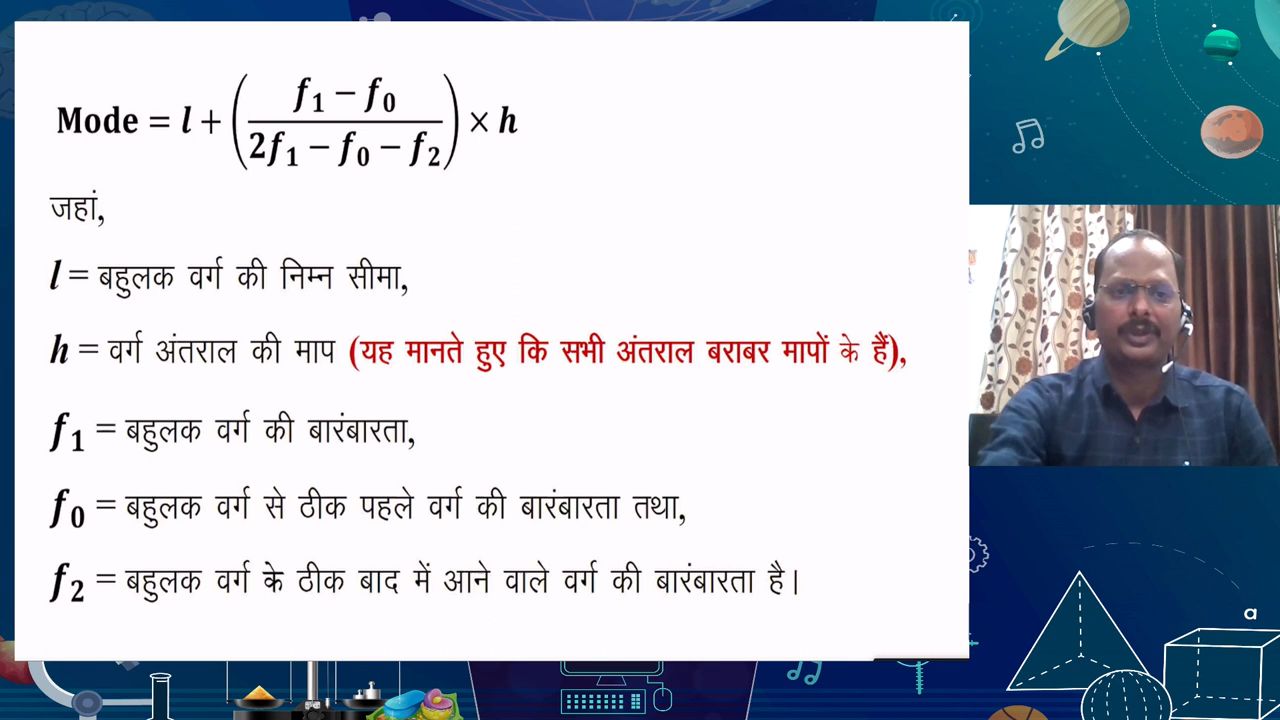 Mode = l + ( (f₁ − f₀) / (2f₁ − f₀ − f₂) ) × h
जहां,
l = बहुलक वर्ग की निम्न सीमा,
h = वर्ग अंतराल की माप (यह मानते हुए कि सभी अंतराल बराबर मापों के हैं),
f₁ = बहुलक वर्ग की बारंबारता,
f₀ = बहुलक वर्ग से ठीक पहले वर्ग की बारंबारता तथा,
f₂ = बहुलक वर्ग के ठीक बाद में आने वाले वर्ग की बारंबारता है।
a